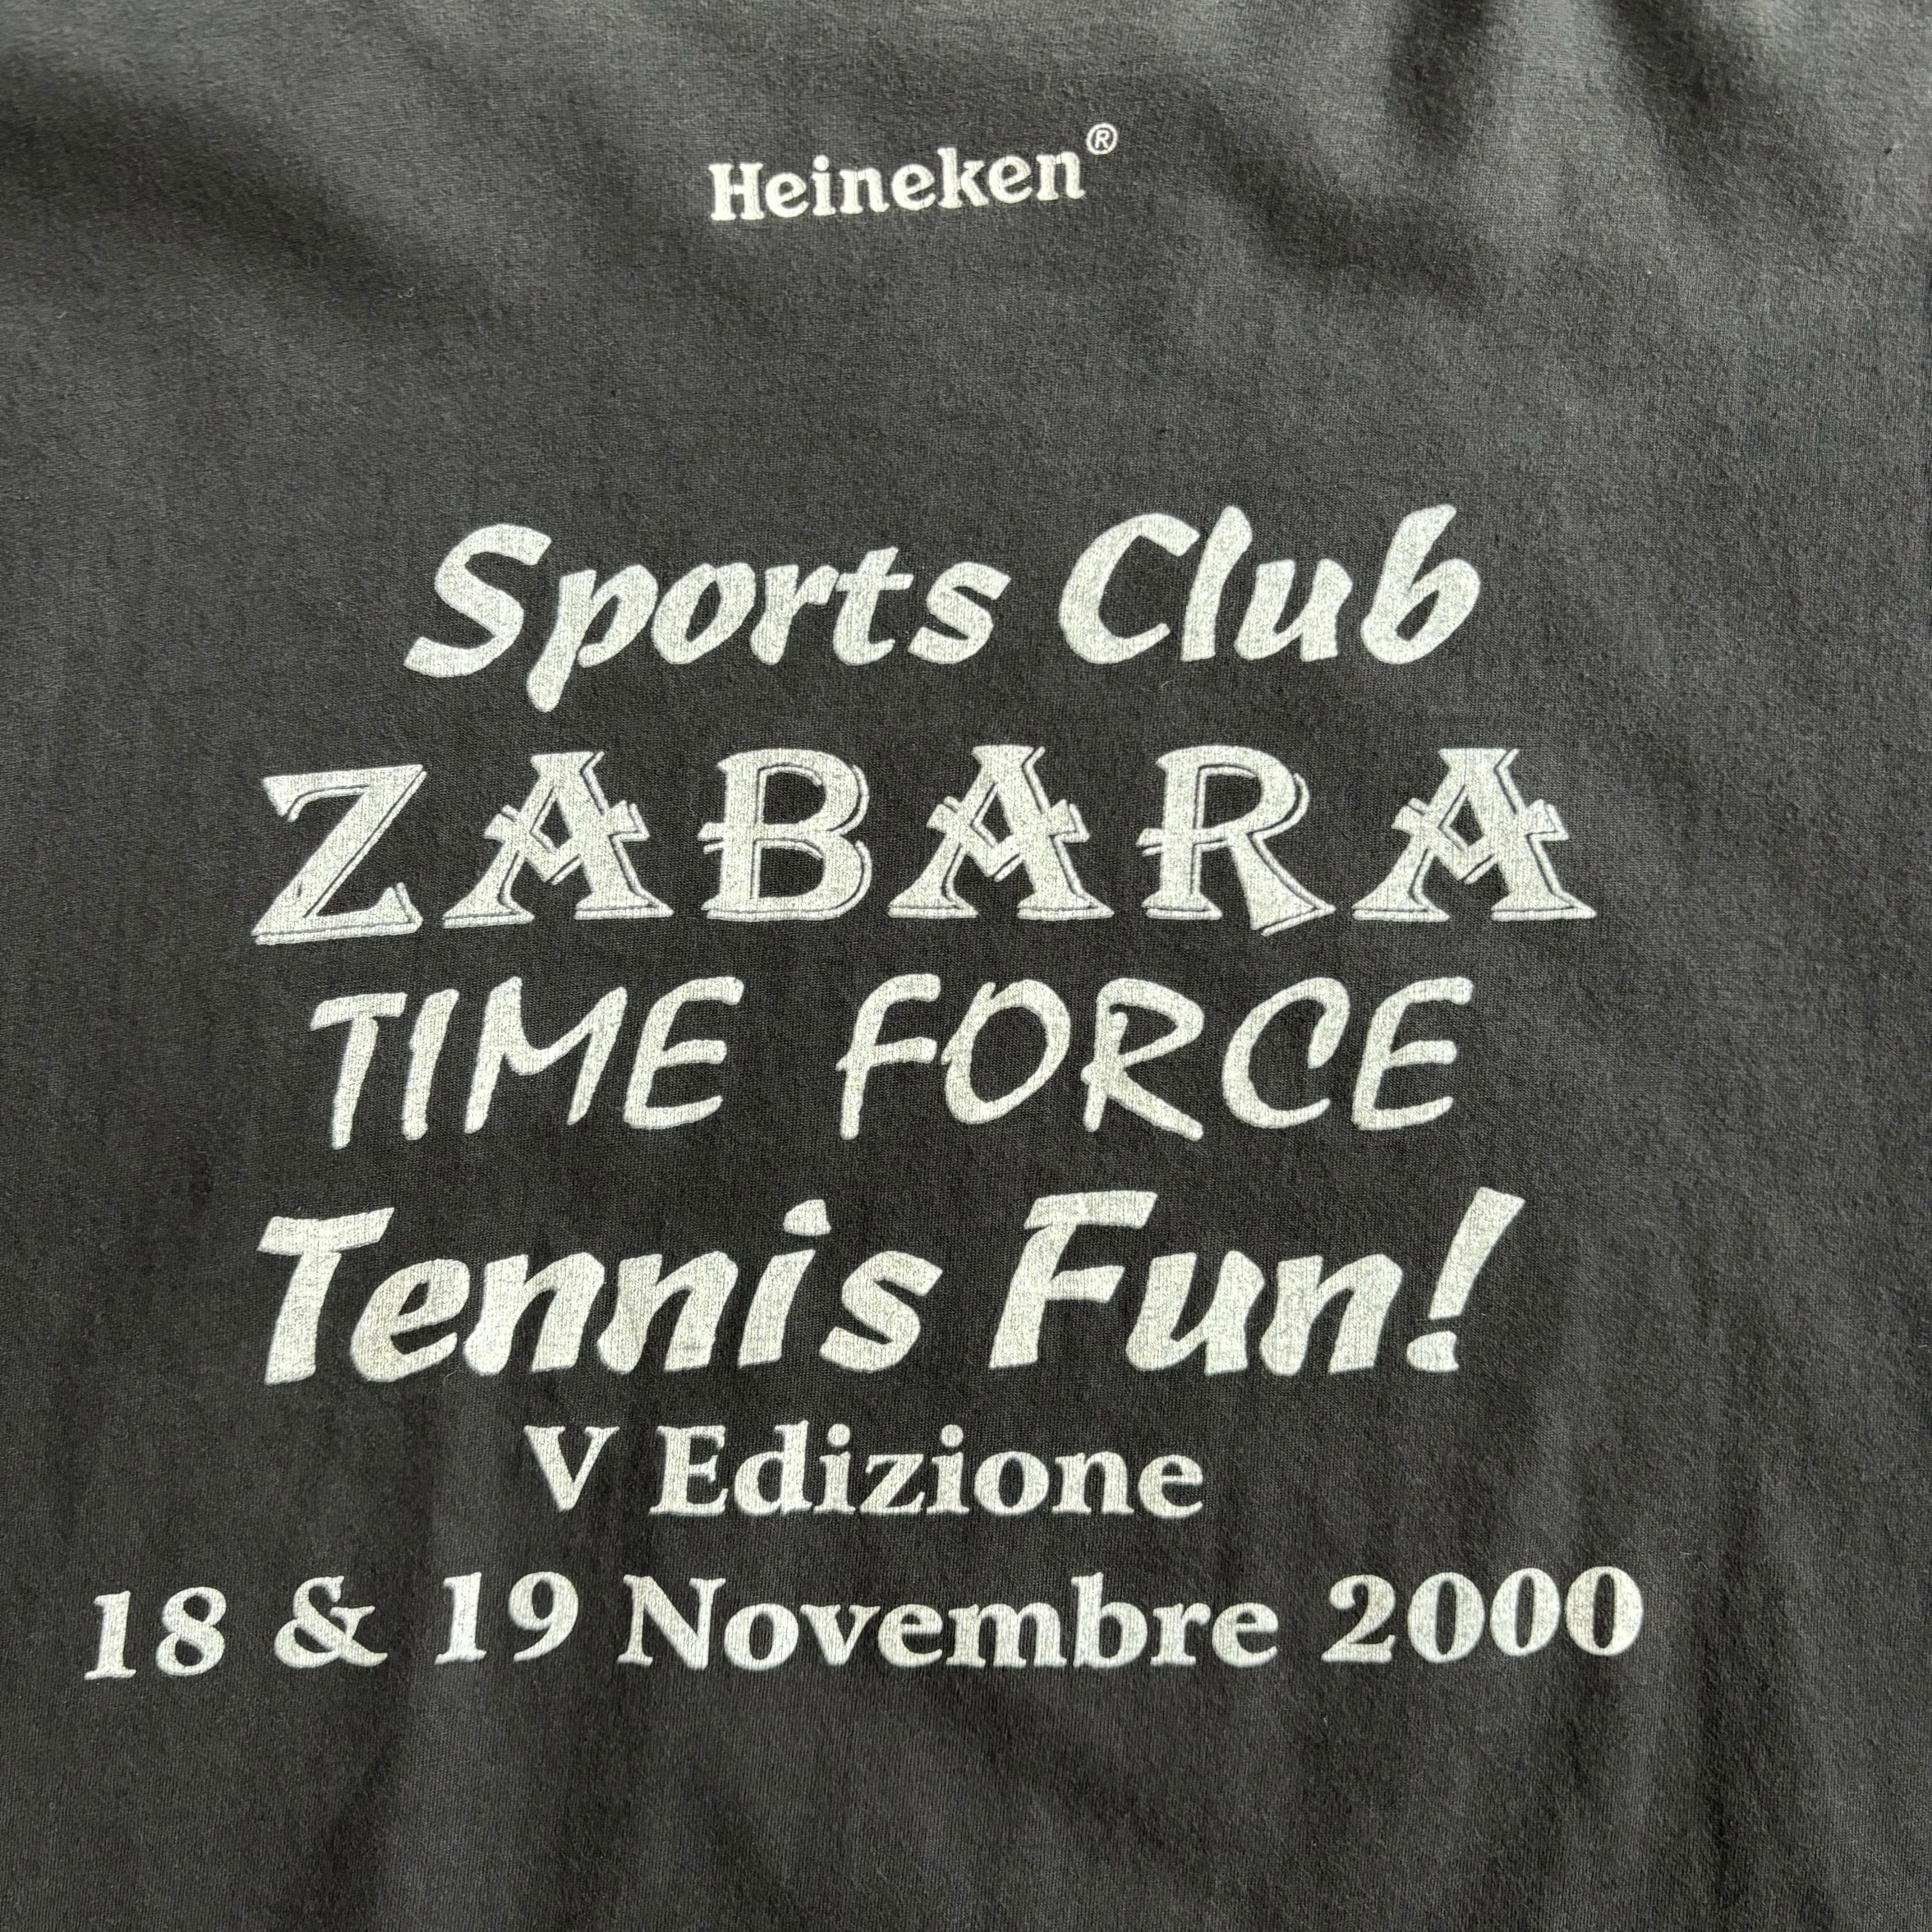 Heineken®
Sports Club
ZABARA
TIME FORCE
Tennis Fun!
V Edizione
18 & 19 Novembre 2000